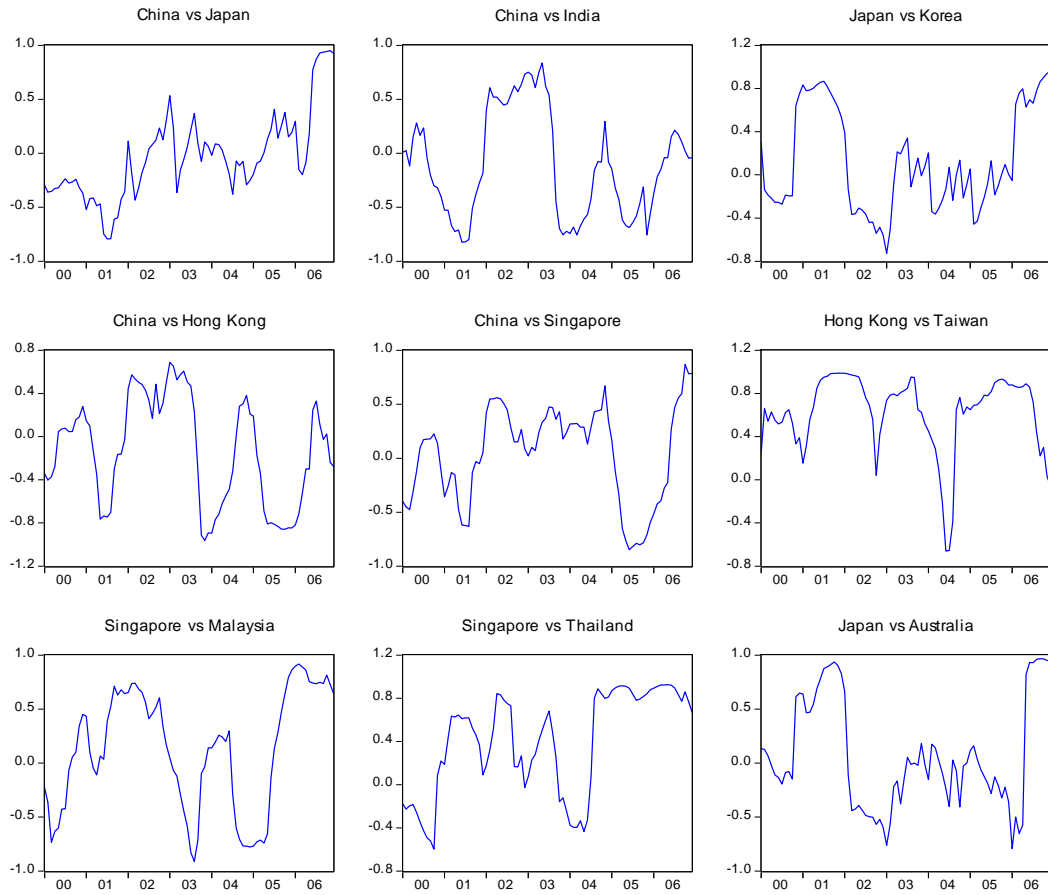 China vs Japan
1.0
0.5
0.0
-0.5
-1.0
00 01 02 03 04 05 06
China vs India
1.0
0.5
0.0
-0.5
-1.0
00 01 02 03 04 05 06
Japan vs Korea
1.2
0.8
0.4
0.0
-0.4
-0.8
00 01 02 03 04 05 06
China vs Hong Kong
0.8
0.4
0.0
-0.4
-0.8
-1.2
00 01 02 03 04 05 06
China vs Singapore
1.0
0.5
0.0
-0.5
-1.0
00 01 02 03 04 05 06
Hong Kong vs Taiwan
1.2
0.8
0.4
0.0
-0.4
-0.8
00 01 02 03 04 05 06
Singapore vs Malaysia
1.0
0.5
0.0
-0.5
-1.0
00 01 02 03 04 05 06
Singapore vs Thailand
1.2
0.8
0.4
0.0
-0.4
-0.8
00 01 02 03 04 05 06
Japan vs Australia
1.0
0.5
0.0
-0.5
-1.0
00 01 02 03 04 05 06